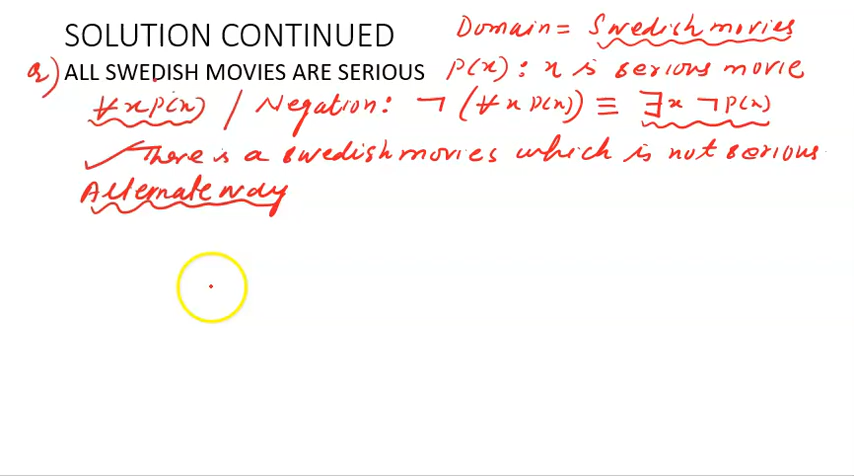 SOLUTION CONTINUED Domain = Swedish movies
a) ALL SWEDISH MOVIES ARE SERIOUS P(x): x is serious movie
∀x P(x) / Negation: ¬ (∀x P(x)) ≡ ∃x ¬P(x)
There is a swedish movies which is not serious
Alternate way